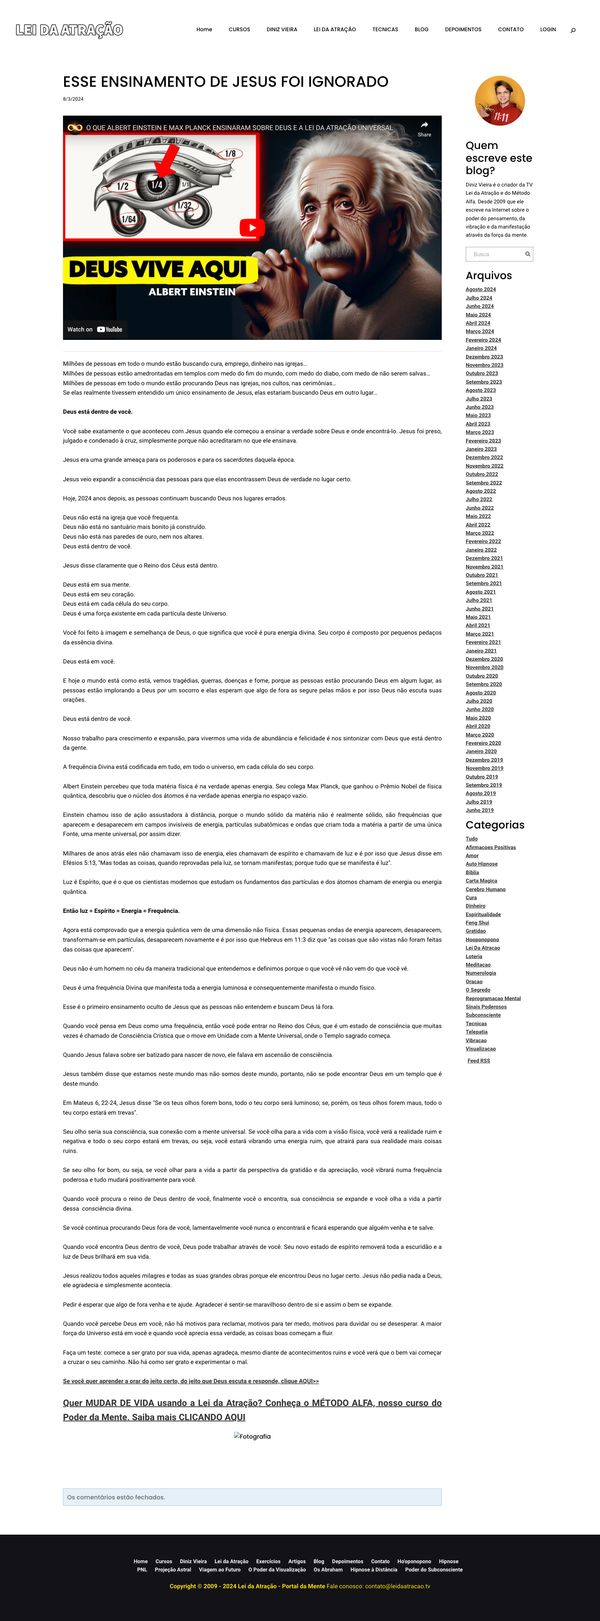 LEI DA ATRAÇÃO
Home CURSOS DINIZ VIEIRA LEI DA ATRAÇÃO TECNICAS BLOG DEPOIMENTOS CONTATO LOGIN
ESSE ENSINAMENTO DE JESUS FOI IGNORADO
8/3/2024
O QUE ALBERT EINSTEIN E MAX PLANCK ENSINARAM SOBRE DEUS E A LEI DA ATRAÇÃO UNIVERSAL
Share
1/8
1/2
1/4
1/32
1/64
DEUS VIVE AQUI
ALBERT EINSTEIN
Watch on YouTube
Milhões de pessoas em todo o mundo estão buscando cura, emprego, dinheiro nas igrejas...
Milhões de pessoas estão amedrontadas em templos com medo do fim do mundo, com medo do diabo, com medo de não serem salvas...
Milhões de pessoas em todo o mundo estão procurando Deus nas igrejas, nos cultos, nas cerimônias...
Se elas realmente tivessem entendido um único ensinamento de Jesus, elas estariam buscando Deus em outro lugar...
Deus está dentro de você.
Você sabe exatamente o que aconteceu com Jesus quando ele começou a ensinar a verdade sobre Deus e onde encontrá-lo. Jesus foi preso,
julgado e condenado à cruz, simplesmente porque não acreditaram no que ele ensinava.
Jesus era uma grande ameaça para os poderosos e para os sacerdotes daquela época.
Jesus veio expandir a consciência das pessoas para que elas encontrassem Deus de verdade no lugar certo.
Hoje, 2024 anos depois, as pessoas continuam buscando Deus nos lugares errados.
Deus não está na igreja que você frequenta.
Deus não está no santuário mais bonito já construído.
Deus não está nas paredes de ouro, nem nos altares.
Deus está dentro de você.
Jesus disse claramente que o Reino dos Céus está dentro.
Deus está em sua mente.
Deus está em seu coração.
Deus está em cada célula do seu corpo.
Deus é uma força existente em cada partícula deste Universo.
Você foi feito à imagem e semelhança de Deus, o que significa que você é pura energia divina. Seu corpo é composto por pequenos pedaços
da essência divina.
Deus está em você.
E hoje o mundo está como está, vemos tragédias, guerras, doenças e fome, porque as pessoas estão procurando Deus em algum lugar, as
pessoas estão implorando a Deus por um socorro e elas esperam que algo de fora as segure pelas mãos e por isso Deus não escuta suas
orações.
Deus está dentro de você.
Nosso trabalho para crescimento e expansão, para vivermos uma vida de abundância e felicidade é nos sintonizar com Deus que está dentro
da gente.
A frequência Divina está codificada em tudo, em todo o universo, em cada célula do seu corpo.
Albert Einstein percebeu que toda matéria física é na verdade apenas energia. Seu colega Max Planck, que ganhou o Prêmio Nobel de física
quântica, descobriu que o núcleo dos átomos é na verdade apenas energia no espaço vazio.
Einstein chamou isso de ação assustadora à distância, porque o mundo sólido da matéria não é realmente sólido, são frequências que
aparecem e desaparecem em campos invisíveis de energia, partículas subatômicas e ondas que criam toda a matéria a partir de uma única
Fonte, uma mente universal, por assim dizer.
Milhares de anos atrás eles não chamavam isso de energia, eles chamavam de espírito e chamavam de luz e é por isso que Jesus disse em
Efésios 5:13, "Mas todas as coisas, quando reprovadas pela luz, se tornam manifestas; porque tudo que se manifesta é luz".
Luz é Espírito, que é o que os cientistas modernos que estudam os fundamentos das partículas e dos átomos chamam de energia ou energia
quântica.
Então luz = Espírito = Energia = Frequência.
Agora está comprovado que a energia quântica vem de uma dimensão não física. Essas pequenas ondas de energia aparecem, desaparecem,
transformam-se em partículas, desaparecem novamente e é por isso que Hebreus em 11:3 diz que "as coisas que são vistas não foram feitas
das coisas que aparecem".
Deus não é um homem no céu da maneira tradicional que entendemos e definimos porque o que você vê não vem do que você vê.
Deus é uma frequência Divina que manifesta toda a energia luminosa e consequentemente manifesta o mundo físico.
Esse é o primeiro ensinamento oculto de Jesus que as pessoas não entendem e buscam Deus lá fora.
Quando você pensa em Deus como uma frequência, então você pode entrar no Reino dos Céus, que é um estado de consciência que muitas
vezes é chamado de Consciência Crística que o move em Unidade com a Mente Universal, onde o Templo sagrado começa.
Quando Jesus falava sobre ser batizado para nascer de novo, ele falava em ascensão de consciência.
Jesus também disse que estamos neste mundo mas não somos deste mundo, portanto, não se pode encontrar Deus em um templo que é
deste mundo.
Em Mateus 6, 22-24, Jesus disse "Se os teus olhos forem bons, todo o teu corpo será luminoso; se, porém, os teus olhos forem maus, todo o
teu corpo estará em trevas".
Seu olho seria sua consciência, sua conexão com a mente universal. Se você olha para a vida com a visão física, você verá a realidade ruim e
negativa e todo o seu corpo estará em trevas, ou seja, você estará vibrando uma energia ruim, que atrairá para sua realidade mais coisas
ruins.
Se seu olho for bom, ou seja, se você olhar para a vida a partir da perspectiva da gratidão e da apreciação, você vibrará numa frequência
poderosa e tudo mudará positivamente para você.
Quando você procura o reino de Deus dentro de você, finalmente você o encontra, sua consciência se expande e você olha a vida a partir
dessa consciência divina.
Se você continua procurando Deus fora de você, lamentavelmente você nunca o encontrará e ficará esperando que alguém venha e te salve.
Quando você encontra Deus dentro de você, Deus pode trabalhar através de você. Seu novo estado de espírito removerá toda a escuridão e a
luz de Deus brilhará em sua vida.
Jesus realizou todos aqueles milagres e todas as suas grandes obras porque ele encontrou Deus no lugar certo. Jesus não pedia nada a Deus,
ele agradecia e simplesmente acontecia.
Pedir é esperar que algo de fora venha e te ajude. Agradecer é sentir-se maravilhoso dentro de si e assim o bem se expande.
Quando você percebe Deus em você, não há motivos para reclamar, motivos para ter medo, motivos para duvidar ou se desesperar. A maior
força do Universo está em você e quando você aprecia essa verdade, as coisas boas começam a fluir.
Faça um teste: comece a ser grato por sua vida, apenas agradeça, mesmo diante de acontecimentos ruins e você verá que o bem vai começar
a cruzar o seu caminho. Não há como ser grato e experimentar o mal.
Se você quer aprender a orar do jeito certo, do jeito que Deus escuta e responde, clique AQUI>>
Quer MUDAR DE VIDA usando a Lei da Atração? Conheça o MÉTODO ALFA, nosso curso do
Poder da Mente. Saiba mais CLICANDO AQUI
Fotografia
Os comentários estão fechados.
11:11
Quem
escreve este
blog?
Diniz Vieira é o criador da TV
Lei da Atração e do Método
Alfa. Desde 2009 que ele
escreve na Internet sobre o
poder do pensamento, da
vibração e da manifestação
através da força da mente.
Busca
Arquivos
Agosto 2024
Julho 2024
Junho 2024
Maio 2024
Abril 2024
Março 2024
Fevereiro 2024
Janeiro 2024
Dezembro 2023
Novembro 2023
Outubro 2023
Setembro 2023
Agosto 2023
Julho 2023
Junho 2023
Maio 2023
Abril 2023
Março 2023
Fevereiro 2023
Janeiro 2023
Dezembro 2022
Novembro 2022
Outubro 2022
Setembro 2022
Agosto 2022
Julho 2022
Junho 2022
Maio 2022
Abril 2022
Março 2022
Fevereiro 2022
Janeiro 2022
Dezembro 2021
Novembro 2021
Outubro 2021
Setembro 2021
Agosto 2021
Julho 2021
Junho 2021
Maio 2021
Abril 2021
Março 2021
Fevereiro 2021
Janeiro 2021
Dezembro 2020
Novembro 2020
Outubro 2020
Setembro 2020
Agosto 2020
Julho 2020
Junho 2020
Maio 2020
Abril 2020
Março 2020
Fevereiro 2020
Janeiro 2020
Dezembro 2019
Novembro 2019
Outubro 2019
Setembro 2019
Agosto 2019
Julho 2019
Junho 2019
Categorias
Tudo
Afirmacoes Positivas
Amor
Auto Hipnose
Bíblia
Carta Magica
Cerebro Humano
Cura
Dinheiro
Espiritualidade
Feng Shui
Gratidao
Hooponopono
Lei Da Atracao
Loteria
Meditacao
Numerologia
Oracao
O Segredo
Reprogramacao Mental
Sinais Poderosos
Subconsciente
Tecnicas
Telepatia
Vibracao
Visualizacao
Feed RSS
Home Cursos Diniz Vieira Lei da Atração Exercícios Artigos Blog Depoimentos Contato Ho'oponopono Hipnose
PNL Projeção Astral Viagem ao Futuro O Poder da Visualização Os Abraham Hipnose à Distância Poder do Subconsciente
Copyright © 2009 - 2024 Lei da Atração - Portal da Mente Fale conosco: contato@leidaatracao.tv